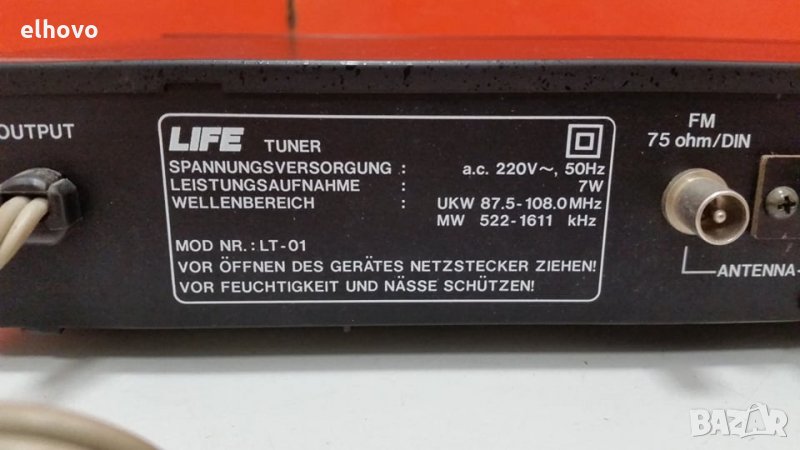 elhovo
OUTPUT
LIFE TUNER
SPANNUNGSVERSORGUNG : a.c. 220V~, 50Hz
LEISTUNGSAUFNAHME : 7W
WELLENBEREICH : UKW 87.5-108.0MHz
MW 522-1611 kHz
MOD NR.: LT-01
VOR ÖFFNEN DES GERÄTES NETZSTECKER ZIEHEN!
VOR FEUCHTIGKEIT UND NÄSSE SCHÜTZEN!
FM
75 ohm/DIN
ANTENNA-
BAZAR